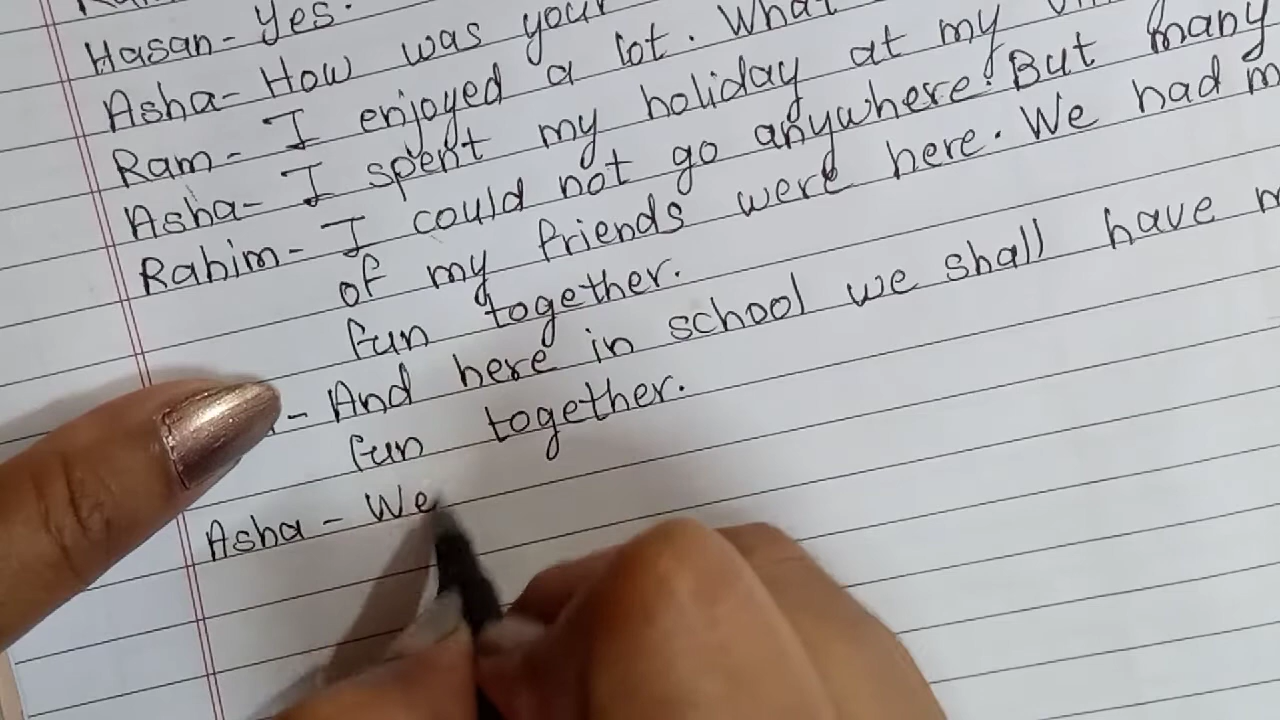 Hasan- Yes.
Asha- How was your
Ram- I enjoyed a lot. What
Asha- I spent my holiday at my
Rahim- I could not go anywhere. But many
of my friends were here. We had
fun together.
- And here in school we shall have
fun together.
Asha - We